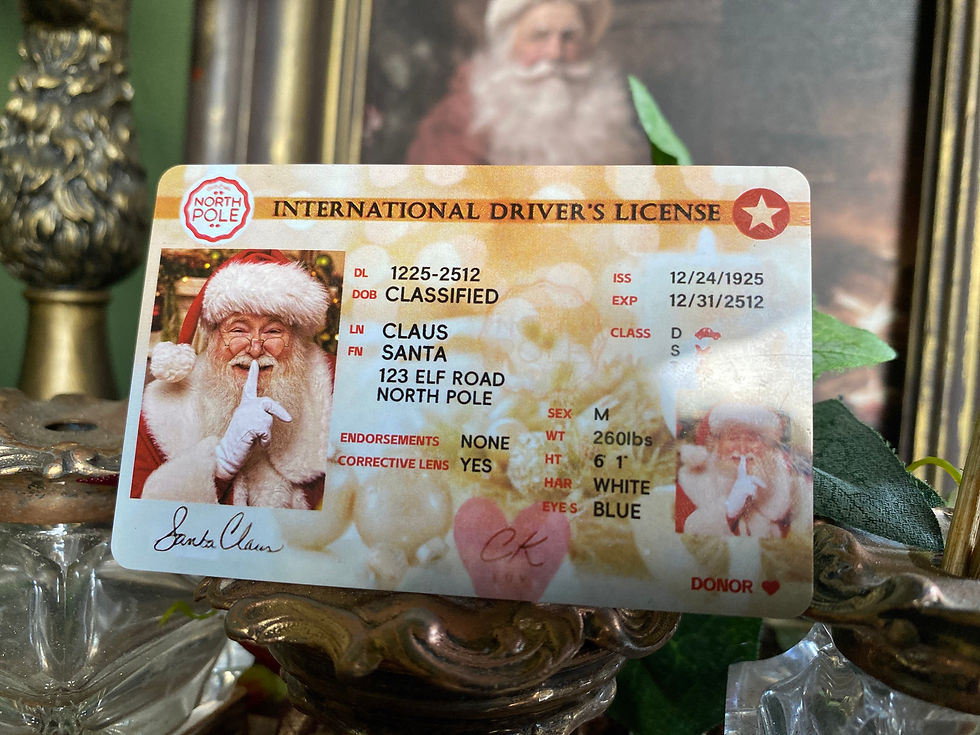 NORTH
POLE
INTERNATIONAL DRIVER'S LICENSE
DL 1225-2512
DOB CLASSIFIED
LN CLAUS
FN SANTA
123 ELF ROAD
NORTH POLE
ENDORSEMENTS NONE
CORRECTIVE LENS YES
ISS 12/24/1925
EXP 12/31/2512
CLASS D
S
SEX M
WT 260lbs
HT 6' 1"
HAR WHITE
EYES BLUE
Santa Claus
CK
DONOR